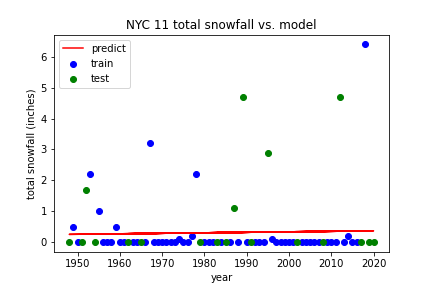 NYC 11 total snowfall vs. model
predict
train
test
total snowfall (inches)
6
5
4
3
2
1
0
1950 1960 1970 1980 1990 2000 2010 2020
year